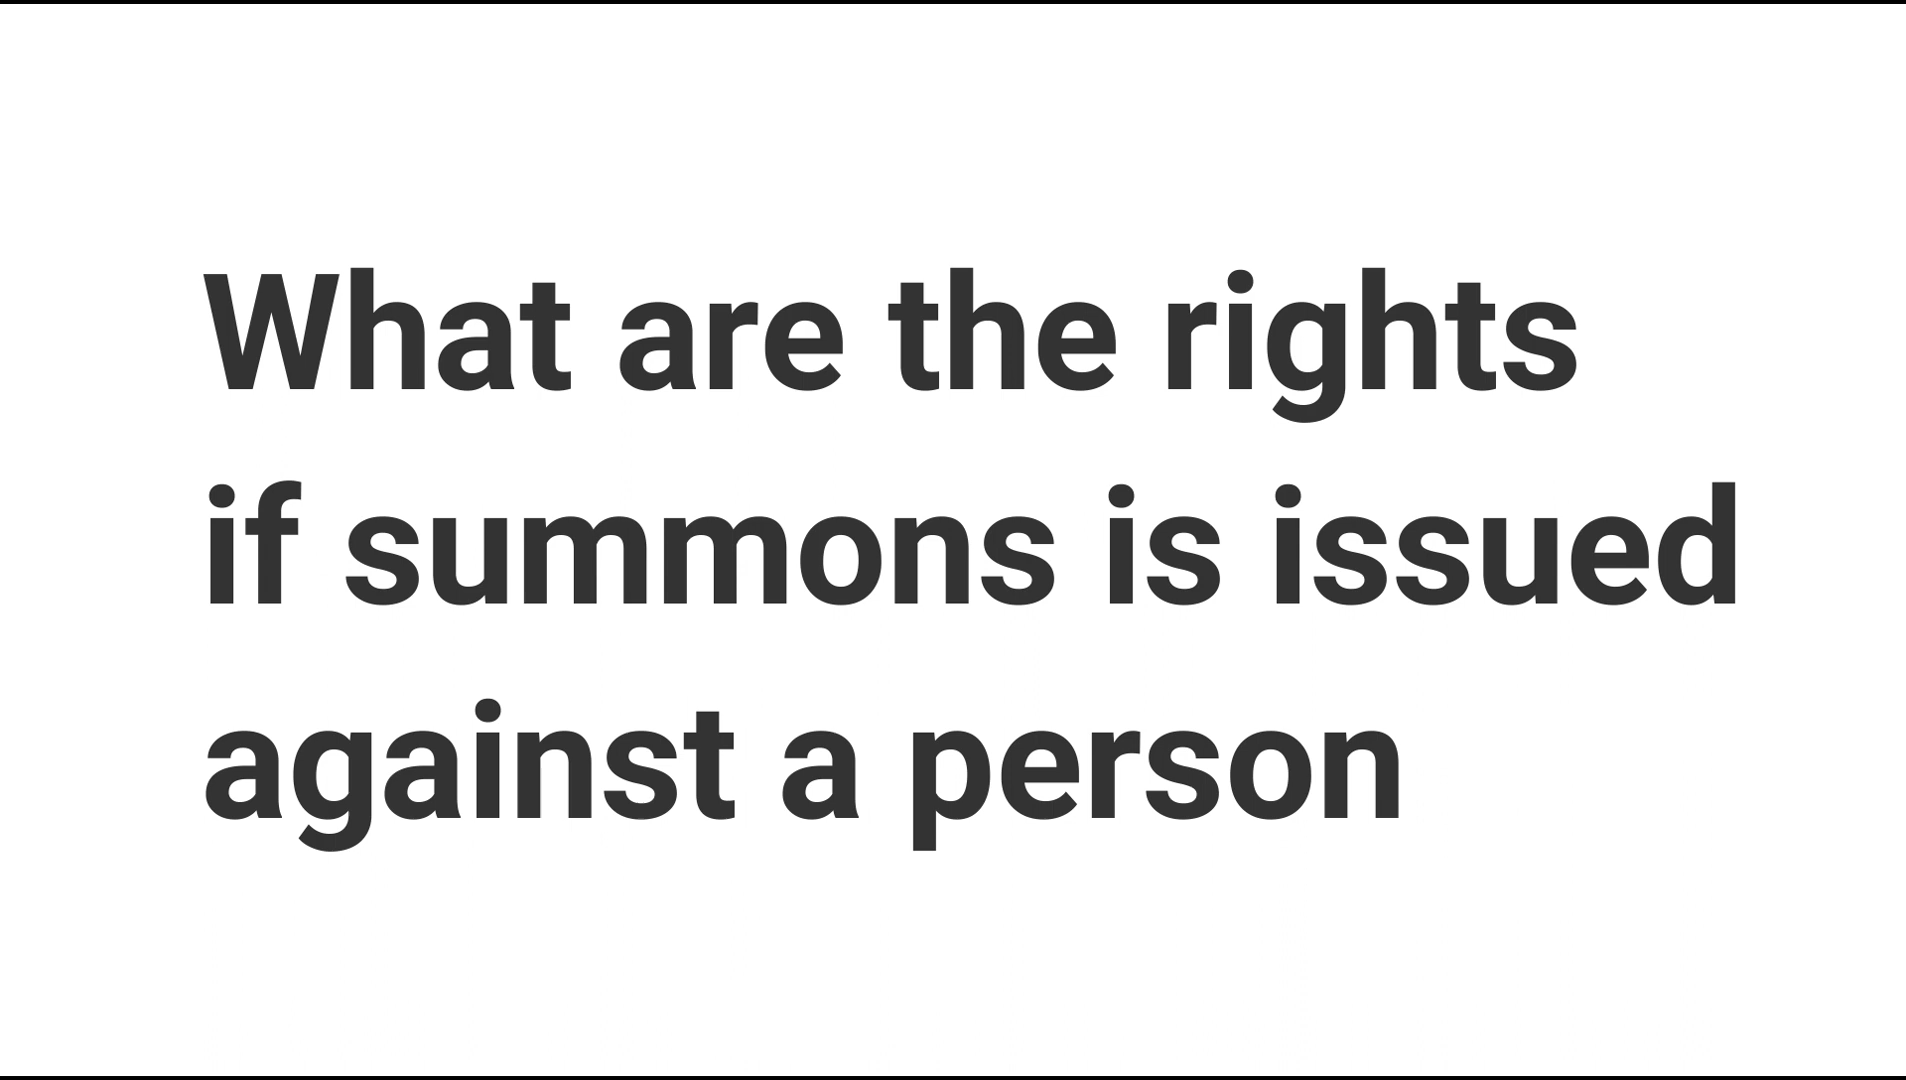 What are the rights
if summons is issued
against a person